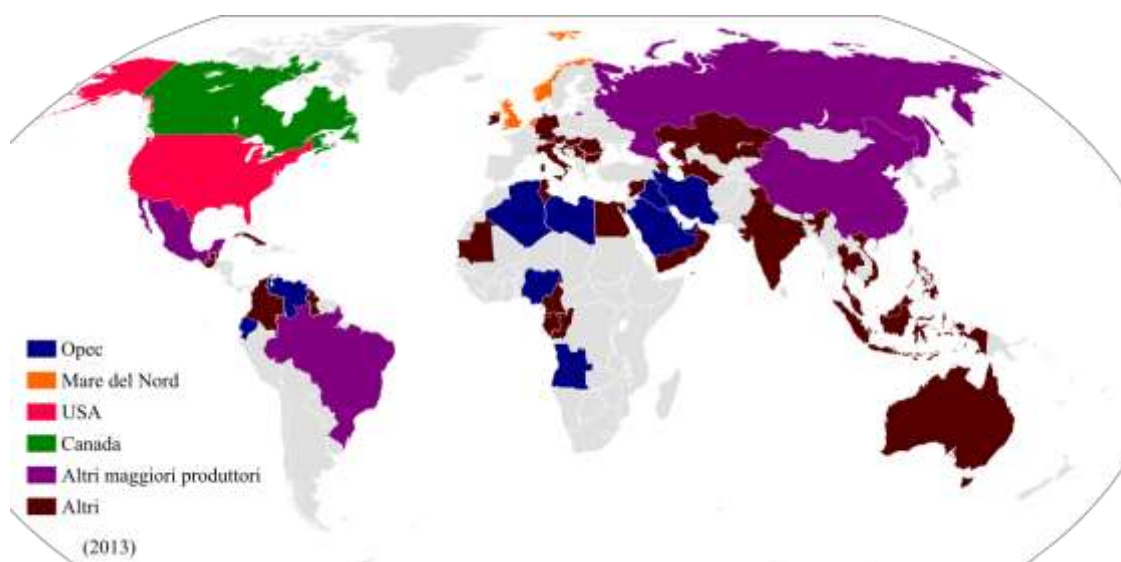 Opec
Mare del Nord
USA
Canada
Altri maggiori produttori
Altri
(2013)